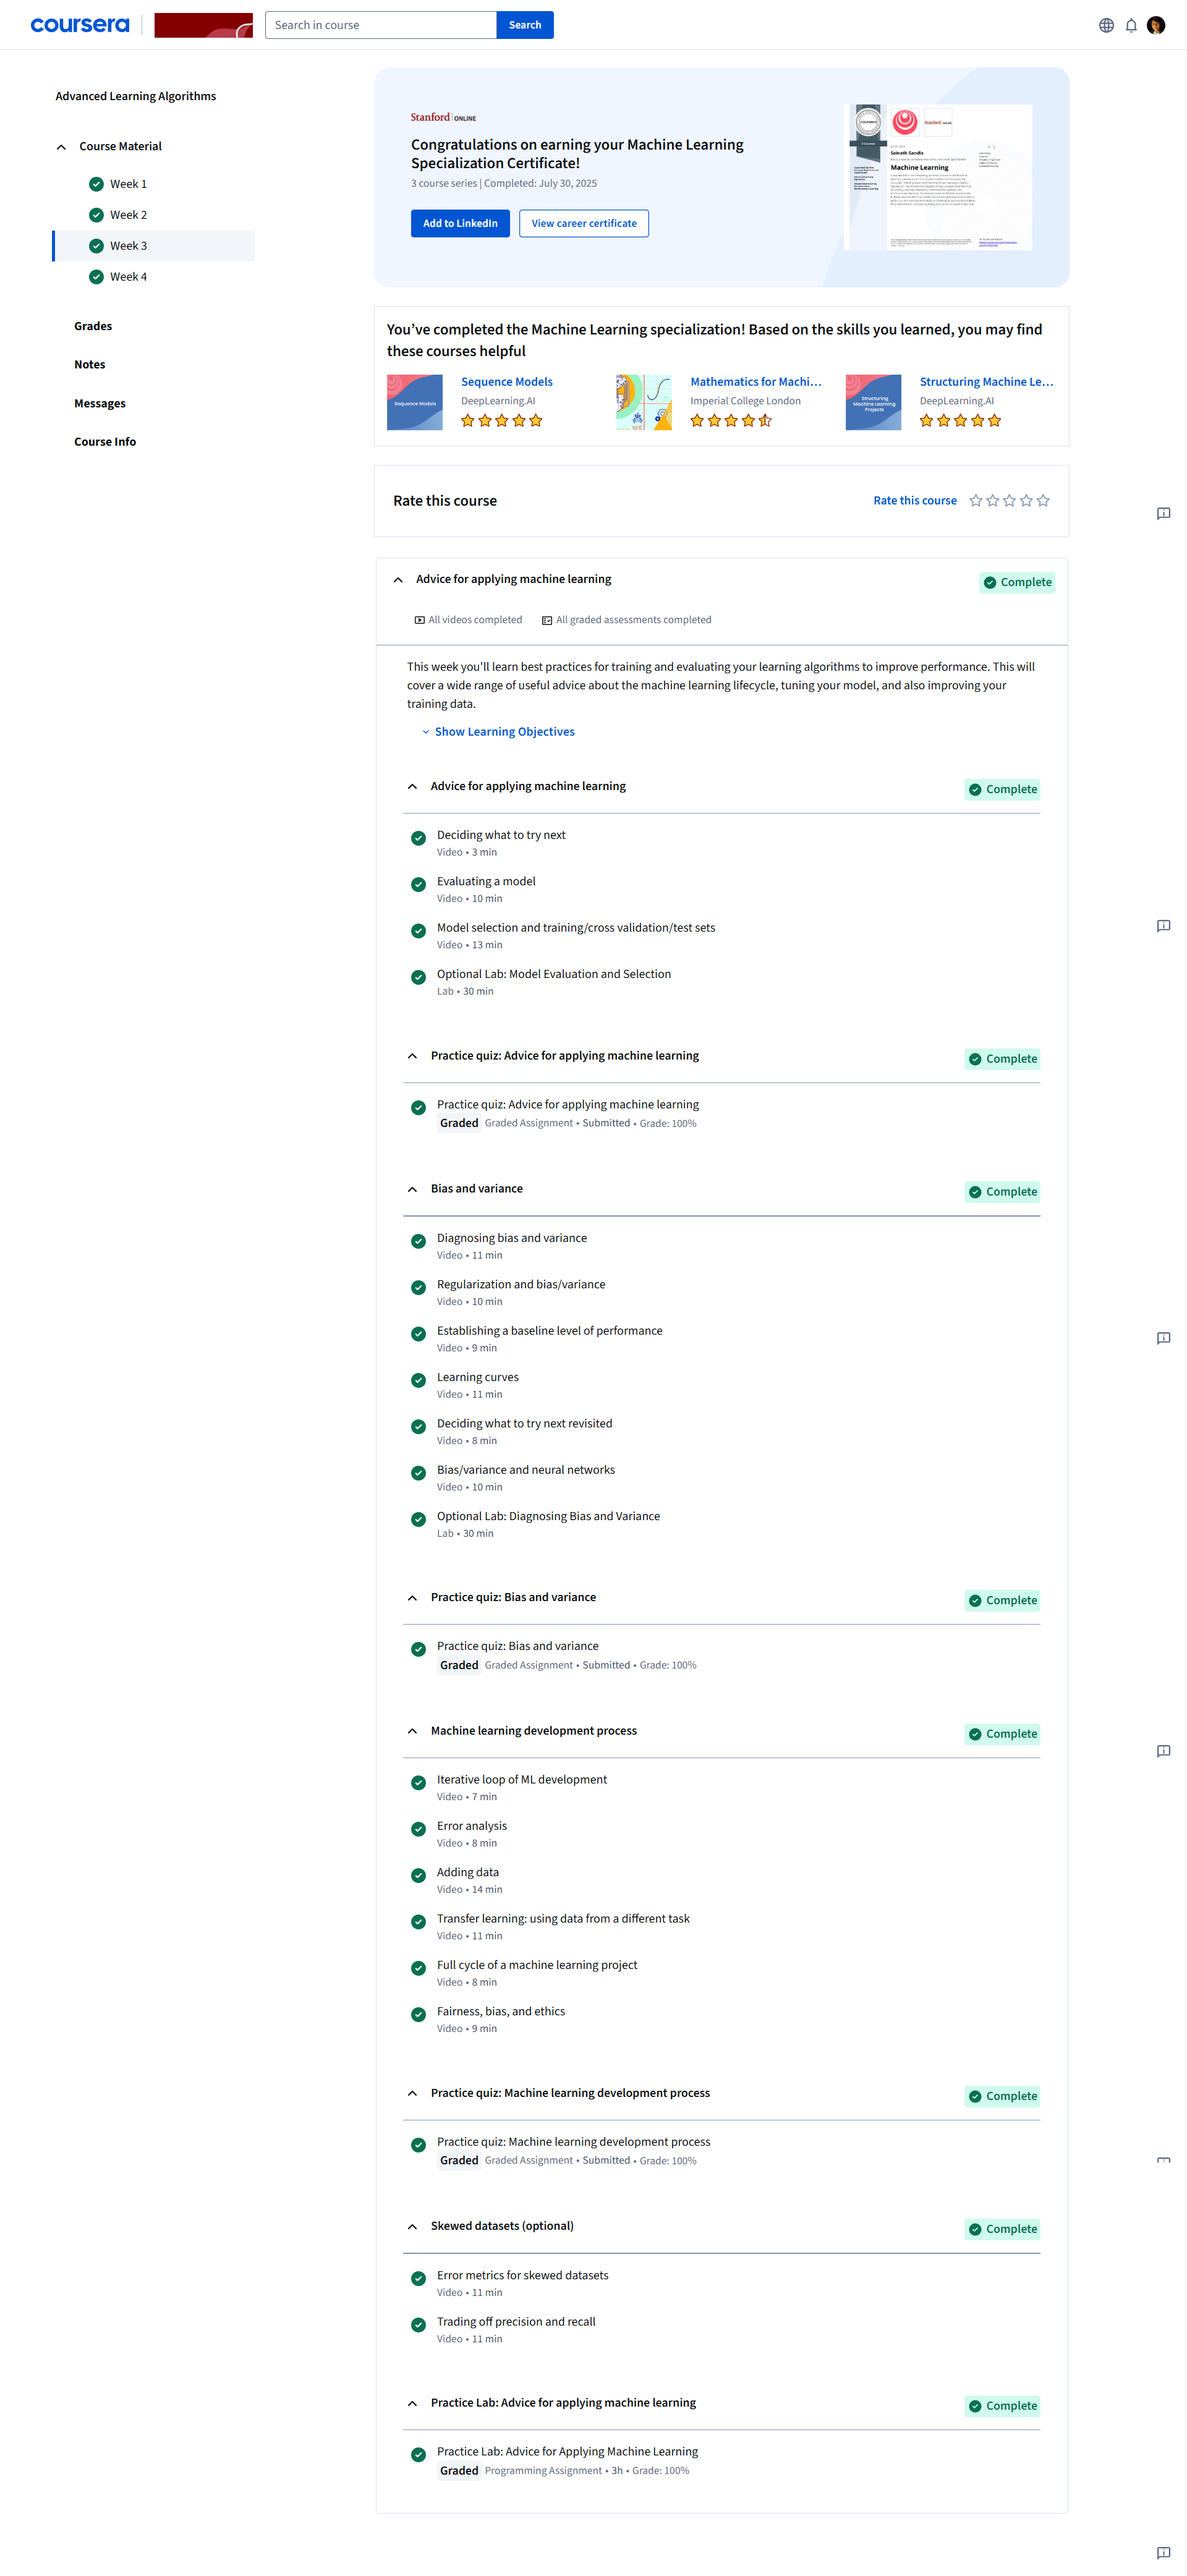 coursera
Search in course
Search
Advanced Learning Algorithms
Course Material
Week 1
Week 2
Week 3
Week 4
Grades
Notes
Messages
Course Info
Stanford | ONLINE
Congratulations on earning your Machine Learning
Specialization Certificate!
3 course series | Completed: July 30, 2025
Add to LinkedIn
View career certificate
Machine Learning
You’ve completed the Machine Learning specialization! Based on the skills you learned, you may find
these courses helpful
Sequence Models
Sequence Models
DeepLearning.AI
Mathematics for Machi...
Imperial College London
Structuring
Machine Learning
Projects
Structuring Machine Le...
DeepLearning.AI
Rate this course
Rate this course
Advice for applying machine learning
Complete
All videos completed
All graded assessments completed
This week you'll learn best practices for training and evaluating your learning algorithms to improve performance. This will
cover a wide range of useful advice about the machine learning lifecycle, tuning your model, and also improving your
training data.
Show Learning Objectives
Advice for applying machine learning
Complete
Deciding what to try next
Video • 3 min
Evaluating a model
Video • 10 min
Model selection and training/cross validation/test sets
Video • 13 min
Optional Lab: Model Evaluation and Selection
Lab • 30 min
Practice quiz: Advice for applying machine learning
Complete
Practice quiz: Advice for applying machine learning
Graded Graded Assignment • Submitted • Grade: 100%
Bias and variance
Complete
Diagnosing bias and variance
Video • 11 min
Regularization and bias/variance
Video • 10 min
Establishing a baseline level of performance
Video • 9 min
Learning curves
Video • 11 min
Deciding what to try next revisited
Video • 8 min
Bias/variance and neural networks
Video • 10 min
Optional Lab: Diagnosing Bias and Variance
Lab • 30 min
Practice quiz: Bias and variance
Complete
Practice quiz: Bias and variance
Graded Graded Assignment • Submitted • Grade: 100%
Machine learning development process
Complete
Iterative loop of ML development
Video • 7 min
Error analysis
Video • 8 min
Adding data
Video • 14 min
Transfer learning: using data from a different task
Video • 11 min
Full cycle of a machine learning project
Video • 8 min
Fairness, bias, and ethics
Video • 9 min
Practice quiz: Machine learning development process
Complete
Practice quiz: Machine learning development process
Graded Graded Assignment • Submitted • Grade: 100%
Skewed datasets (optional)
Complete
Error metrics for skewed datasets
Video • 11 min
Trading off precision and recall
Video • 11 min
Practice Lab: Advice for applying machine learning
Complete
Practice Lab: Advice for Applying Machine Learning
Graded Programming Assignment • 3h • Grade: 100%